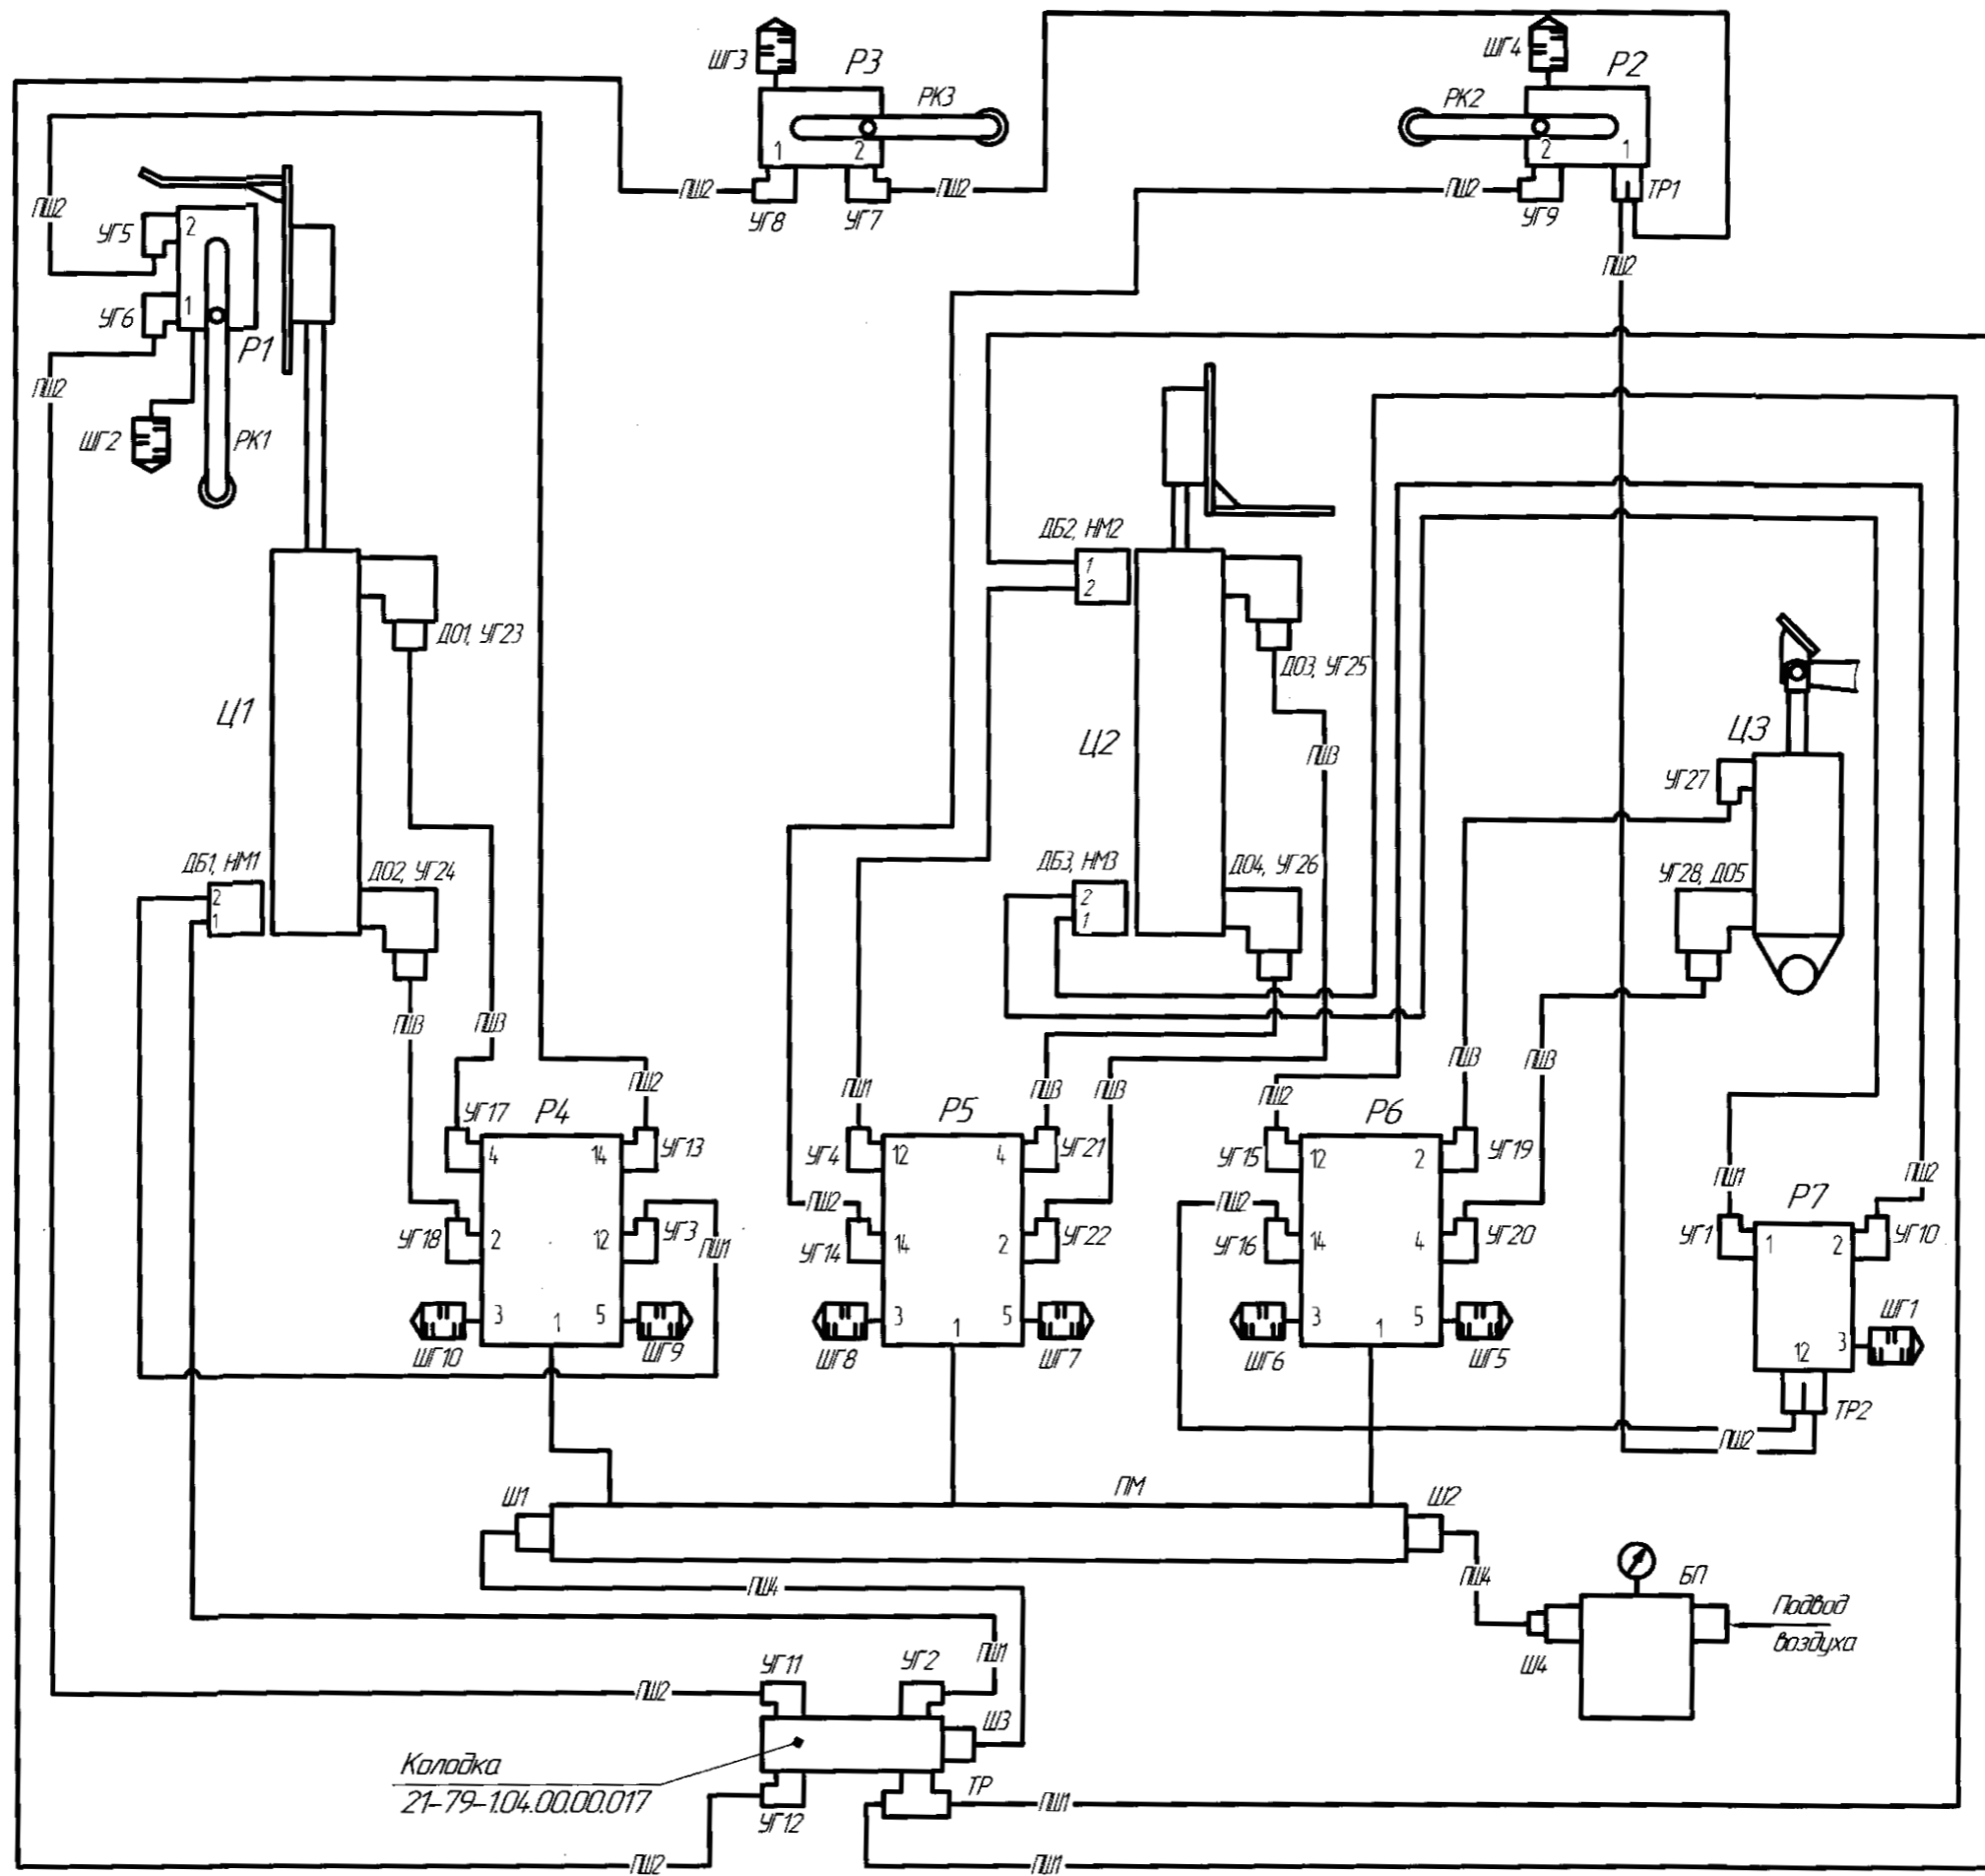 ШГ3
Р3
РК3
ШГ4
Р2
РК2
1
2
2
1
ПШ2
ПШ2
ПШ2
ТР1
УГ8
УГ7
УГ9
ПШ2
ПШ2
УГ5
2
УГ6
1
Р1
ПШ2
ШГ2
РК1
ДБ2, НМ2
1
2
ДО1, УГ23
ДО3, УГ25
Ц1
Ц2
Ц3
ПШ3
УГ27
ДБ1, НМ1
ДО2, УГ24
ДБ3, НМ3
ДО4, УГ26
УГ28, ДО5
2
1
2
1
ПШ3
ПШ3
ПШ2
ПШ1
ПШ3
ПШ3
ПШ2
ПШ3
ПШ3
УГ17
Р4
УГ13
4
14
Р5
УГ4
12
4
УГ21
Р6
УГ15
12
2
УГ19
ПШ1
ПШ2
Р7
ПШ2
ПШ2
УГ18
2
12
УГ3
ПШ1
УГ14
14
2
УГ22
УГ16
14
4
УГ20
УГ1
1
2
УГ10
3
1
5
3
1
5
3
1
5
ШГ1
12
3
ШГ10
ШГ9
ШГ8
ШГ7
ШГ6
ШГ5
ТР2
ПШ2
Ш1
ПМ
Ш2
ПШ4
ПШ4
БП
Подвод
воздуха
Ш4
УГ11
УГ2
ПШ1
ПШ2
Ш3
Колодка
21-79-1.04.00.00.017
УГ12
ТР
ПШ1
ПШ2
ПШ1